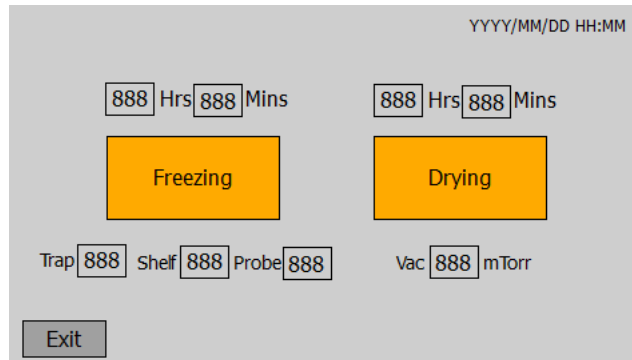 YYYY/MM/DD HH:MM
888 Hrs 888 Mins 888 Hrs 888 Mins
Freezing Drying
Trap 888 Shelf 888 Probe 888 Vac 888 mTorr
Exit